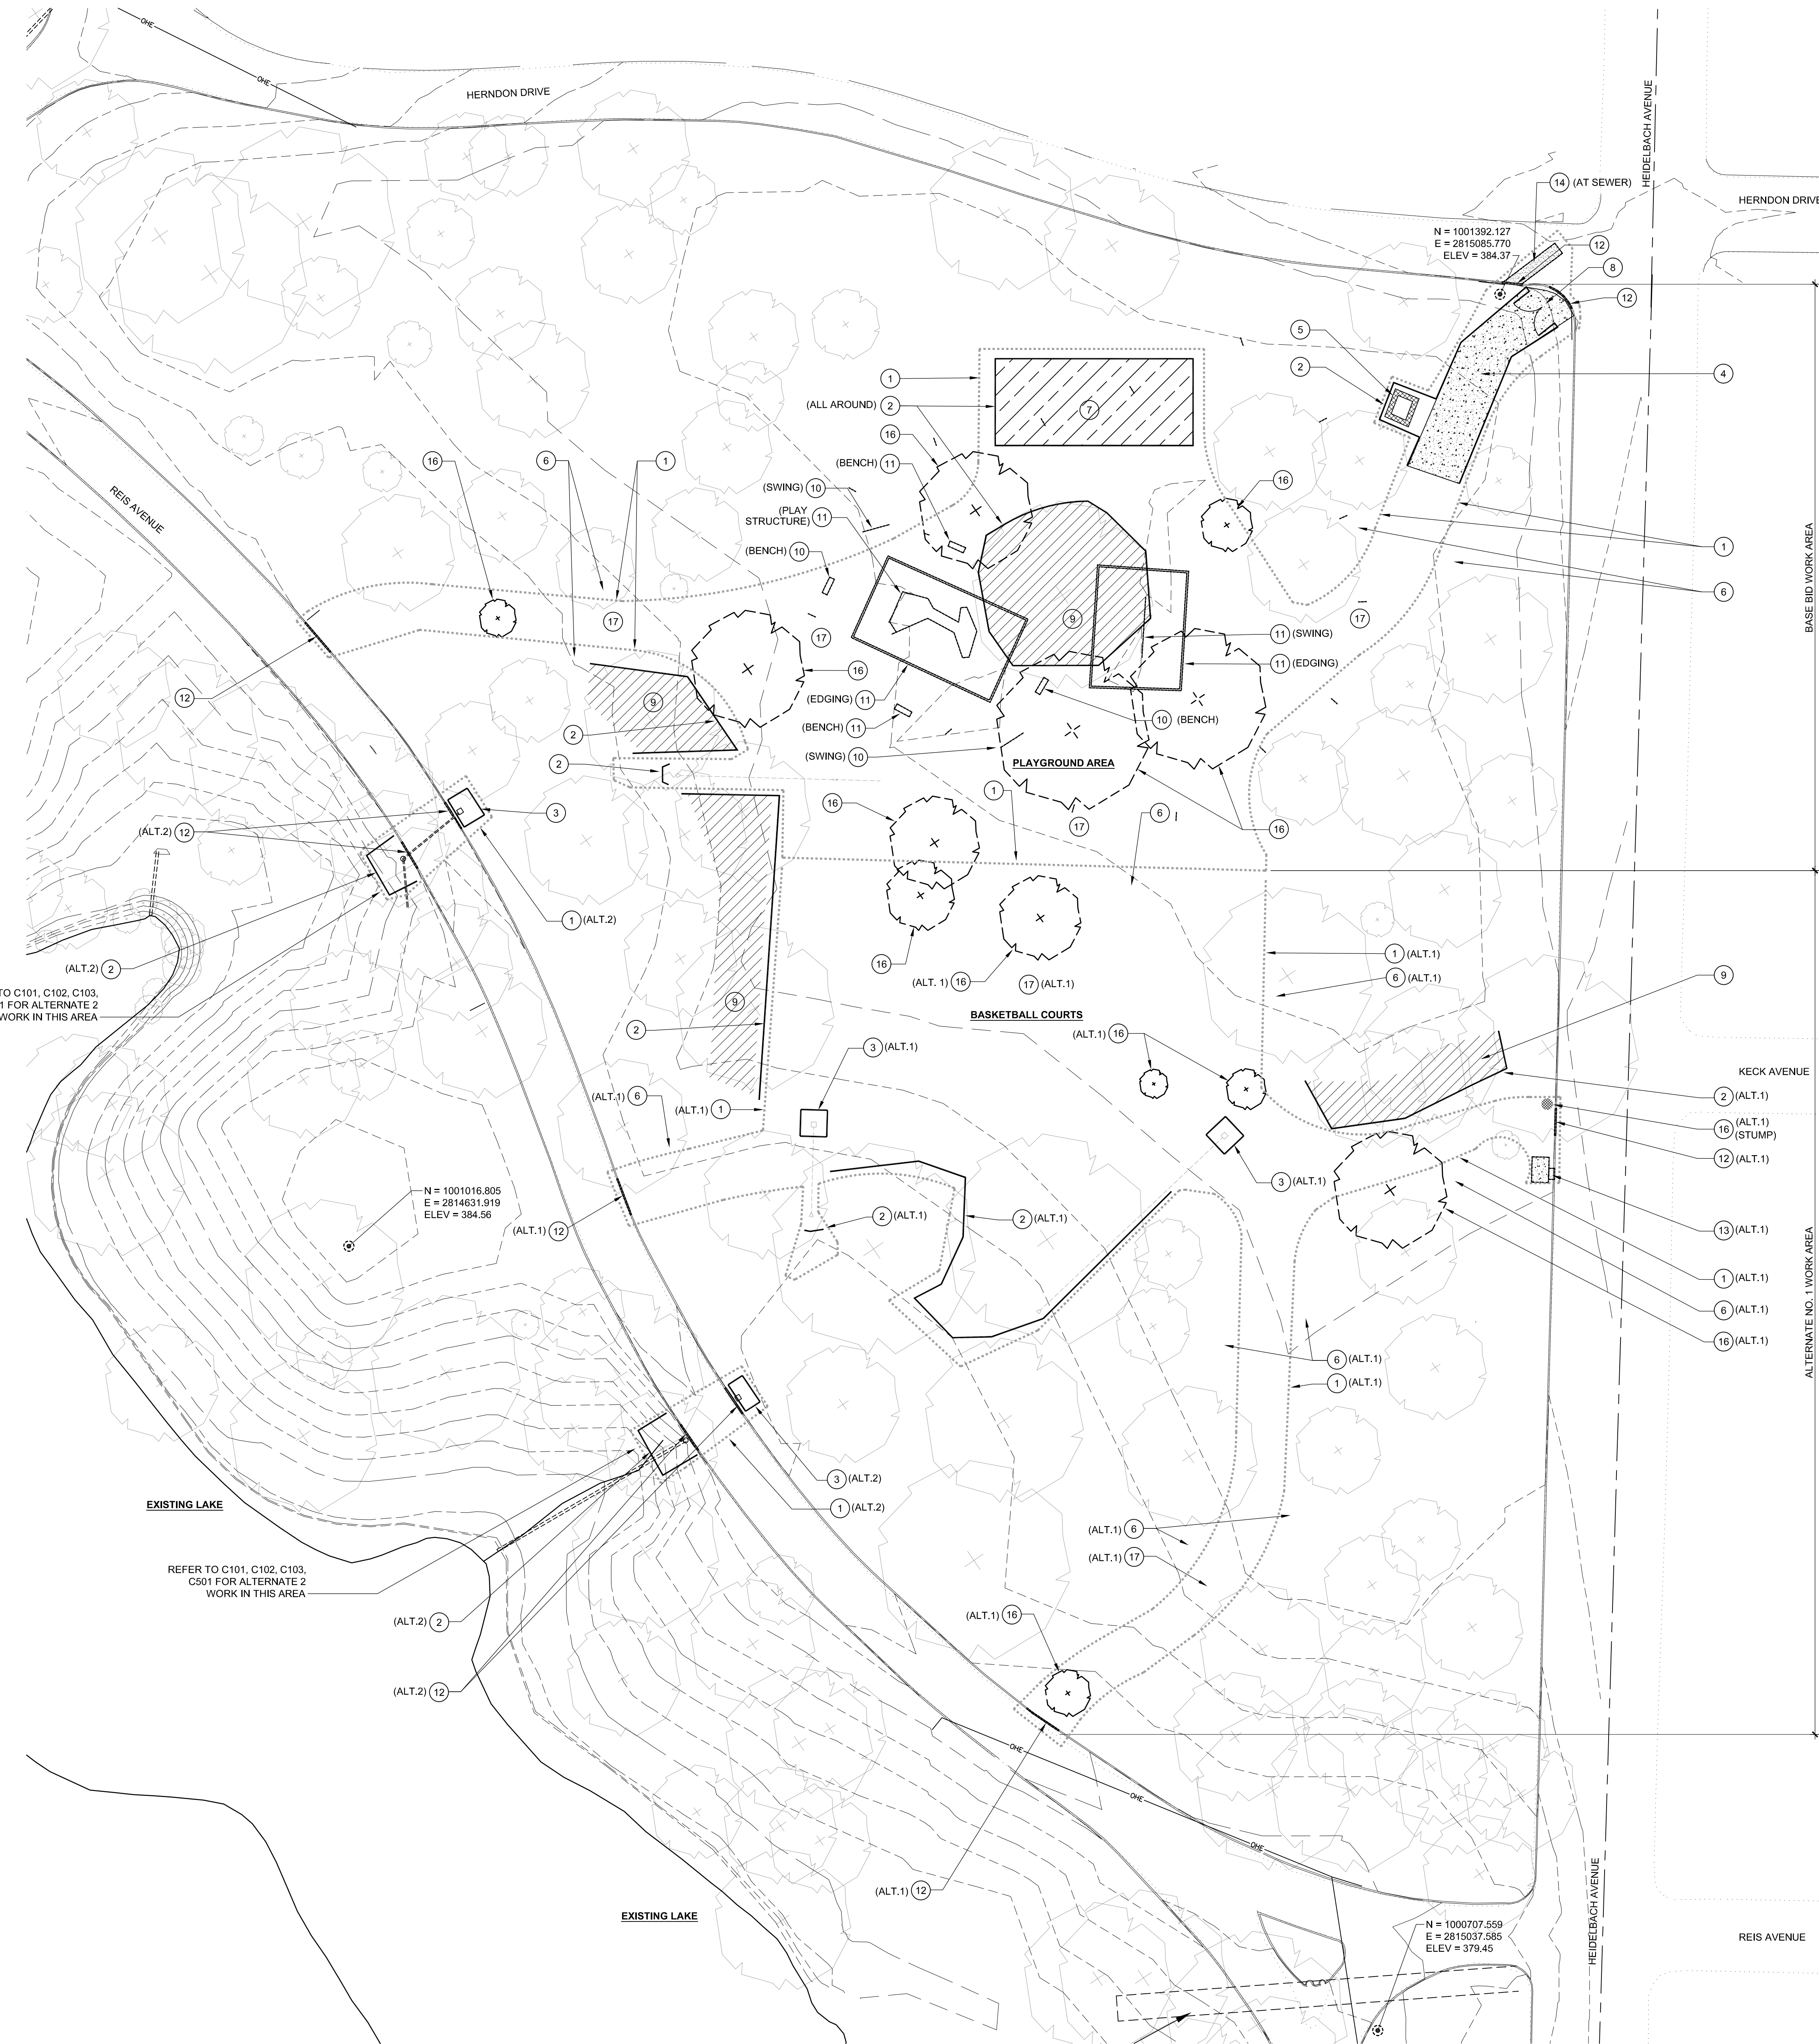 OHE
OHE
HERNDON DRIVE
HEIDELBACH AVENUE
14 (AT SEWER)
HERNDON DRIVE
N = 1001392.127
E = 2815085.770
ELEV = 384.37
12
8
12
5
2
4
1
(ALL AROUND) 2
7
16
(BENCH) 11
16
6
1
(SWING) 10
16
(PLAY
STRUCTURE) 11
REIS AVENUE
(BENCH) 10
1
6
BASE BID WORK AREA
16
17
17
9
17
11 (SWING)
11 (EDGING)
16
12
9
(EDGING) 11
10 (BENCH)
2
(BENCH) 11
(SWING) 10
2
PLAYGROUND AREA
1
16
3
6
17
16
(ALT.2) 12
1 (ALT.2)
1 (ALT.1)
(ALT.2) 2
16
(ALT. 1) 16
17 (ALT.1)
6 (ALT.1)
9
TO C101, C102, C103,
1 FOR ALTERNATE 2
WORK IN THIS AREA
9
2
BASKETBALL COURTS
(ALT.1) 16
3 (ALT.1)
KECK AVENUE
(ALT.1) 6
(ALT.1) 1
2 (ALT.1)
16 (ALT.1)
(STUMP)
12 (ALT.1)
3 (ALT.1)
N = 1001016.805
E = 2814631.919
ELEV = 384.56
(ALT.1) 12
2 (ALT.1)
2 (ALT.1)
13 (ALT.1)
1 (ALT.1)
6 (ALT.1)
16 (ALT.1)
ALTERNATE NO. 1 WORK AREA
6 (ALT.1)
1 (ALT.1)
3 (ALT.2)
1 (ALT.2)
EXISTING LAKE
(ALT.1) 6
(ALT.1) 17
REFER TO C101, C102, C103,
C501 FOR ALTERNATE 2
WORK IN THIS AREA
(ALT.2) 2
(ALT.1) 16
(ALT.2) 12
OHE
OHE
OHE
(ALT.1) 12
EXISTING LAKE
HEIDELBACH AVENUE
N = 1000707.559
E = 2815037.585
ELEV = 379.45
REIS AVENUE